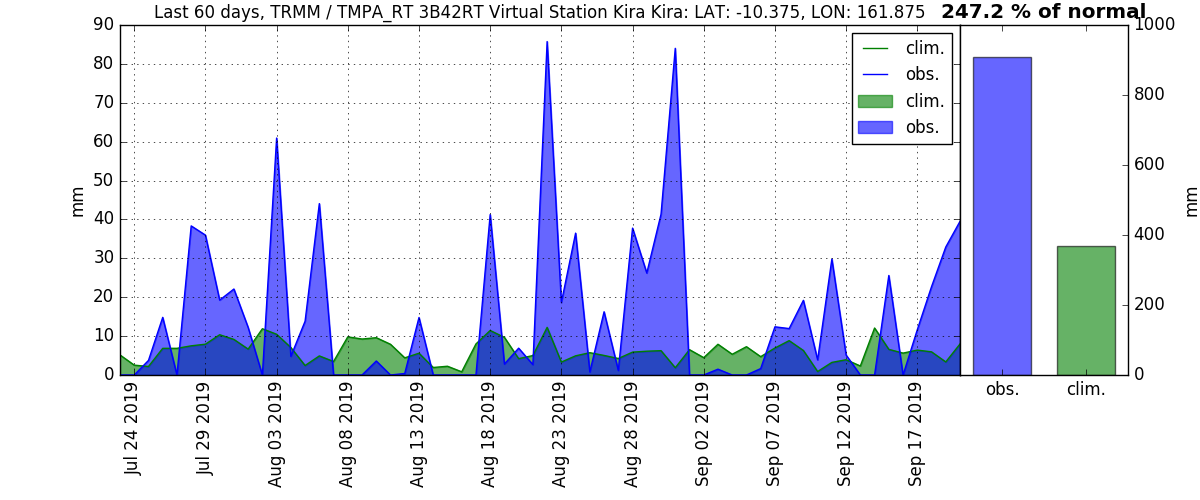 Last 60 days, TRMM / TMPA_RT 3B42RT Virtual Station Kira Kira: LAT: -10.375, LON: 161.875 247.2 % of normal
90
80
70
60
50
40
30
20
10
0
mm
clim.
obs.
clim.
obs.
1000
800
600
400
200
0
mm
Jul 24 2019
Jul 29 2019
Aug 03 2019
Aug 08 2019
Aug 13 2019
Aug 18 2019
Aug 23 2019
Aug 28 2019
Sep 02 2019
Sep 07 2019
Sep 12 2019
Sep 17 2019
obs.
clim.